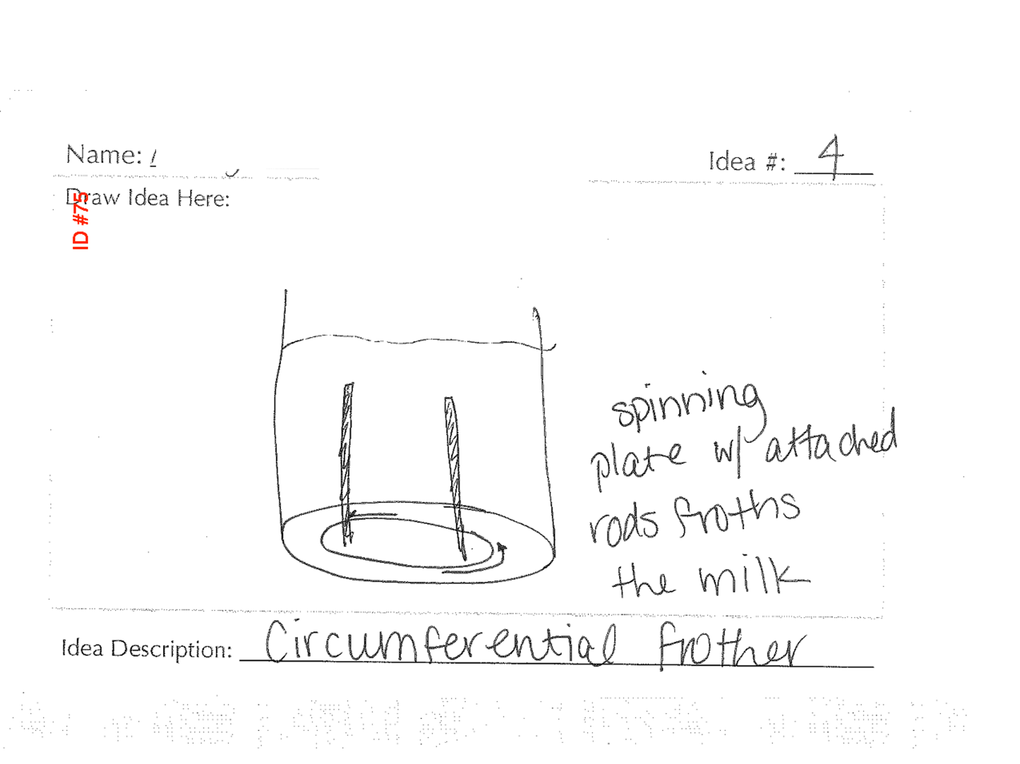 Name:
Idea #: 4
Draw Idea Here:
ID #75
spinning
plate w/ attached
rods froths
the milk
Idea Description: Circumferential frother